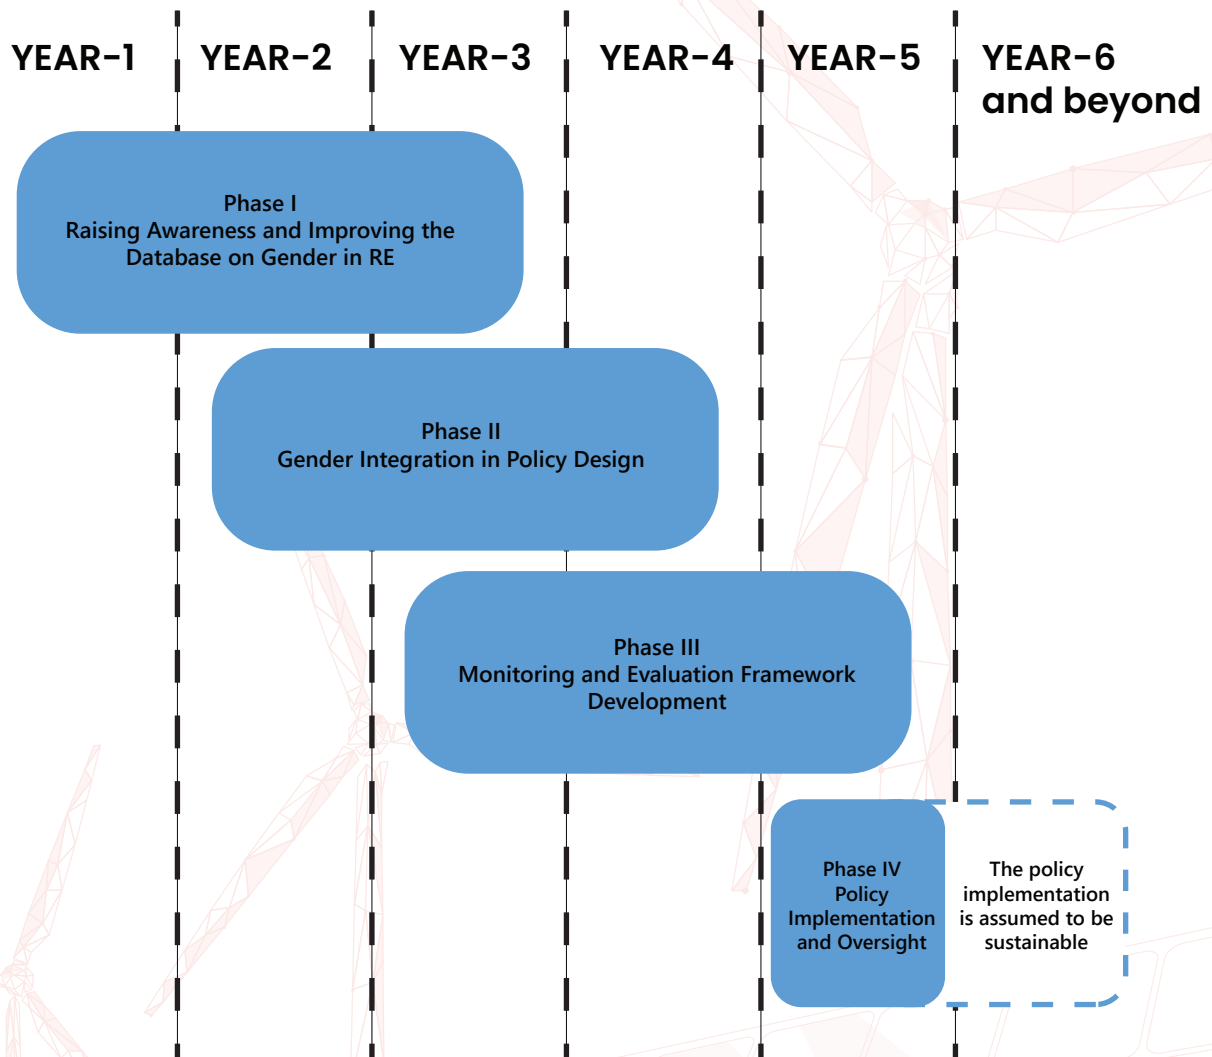 YEAR-1
YEAR-2
YEAR-3
YEAR-4
YEAR-5
YEAR-6
and beyond
Phase I
Raising Awareness and Improving the
Database on Gender in RE
Phase II
Gender Integration in Policy Design
Phase III
Monitoring and Evaluation Framework
Development
Phase IV
Policy
Implementation
and Oversight
The policy
implementation
is assumed to be
sustainable